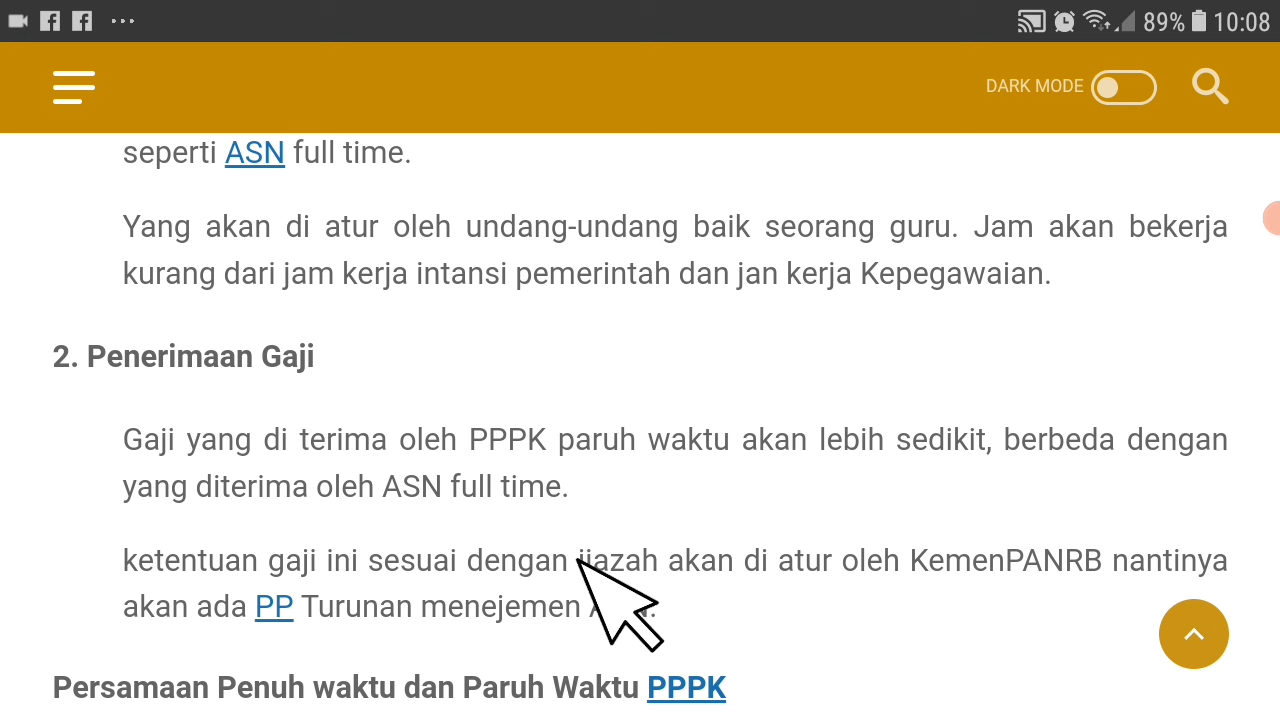 89% 10:08
DARK MODE
seperti ASN full time.
Yang akan di atur oleh undang-undang baik seorang guru. Jam akan bekerja
kurang dari jam kerja intansi pemerintah dan jan kerja Kepegawaian.
2. Penerimaan Gaji
Gaji yang di terima oleh PPPK paruh waktu akan lebih sedikit, berbeda dengan
yang diterima oleh ASN full time.
ketentuan gaji ini sesuai dengan ijazah akan di atur oleh KemenPANRB nantinya
akan ada PP Turunan menejemen
Persamaan Penuh waktu dan Paruh Waktu PPPK